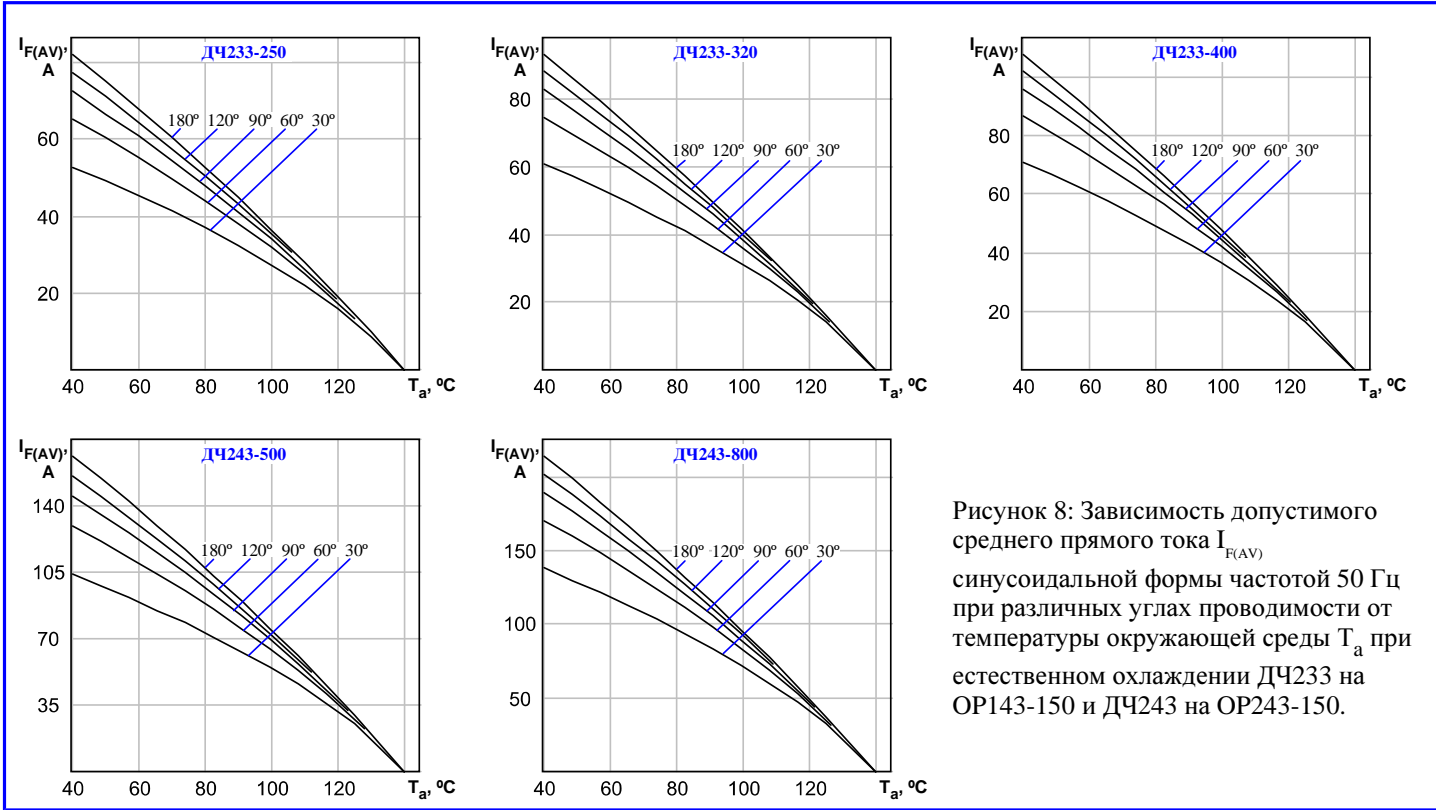 I F(AV), A
ДЧ233-250
180º 120º 90º 60º 30º
60
40
20
40 60 80 100 120 Ta, ºC
I F(AV), A
ДЧ233-320
180º 120º 90º 60º 30º
80
60
40
20
40 60 80 100 120 Ta, ºC
I F(AV), A
ДЧ233-400
180º 120º 90º 60º 30º
80
60
40
20
40 60 80 100 120 Ta, ºC
I F(AV), A
ДЧ243-500
180º 120º 90º 60º 30º
140
105
70
35
40 60 80 100 120 Ta, ºC
I F(AV), A
ДЧ243-800
180º 120º 90º 60º 30º
150
100
50
40 60 80 100 120 Ta, ºC
Рисунок 8: Зависимость допустимого
среднего прямого тока I F(AV)
синусоидальной формы частотой 50 Гц
при различных углах проводимости от
температуры окружающей среды Ta при
естественном охлаждении ДЧ233 на
ОР143-150 и ДЧ243 на ОР243-150.